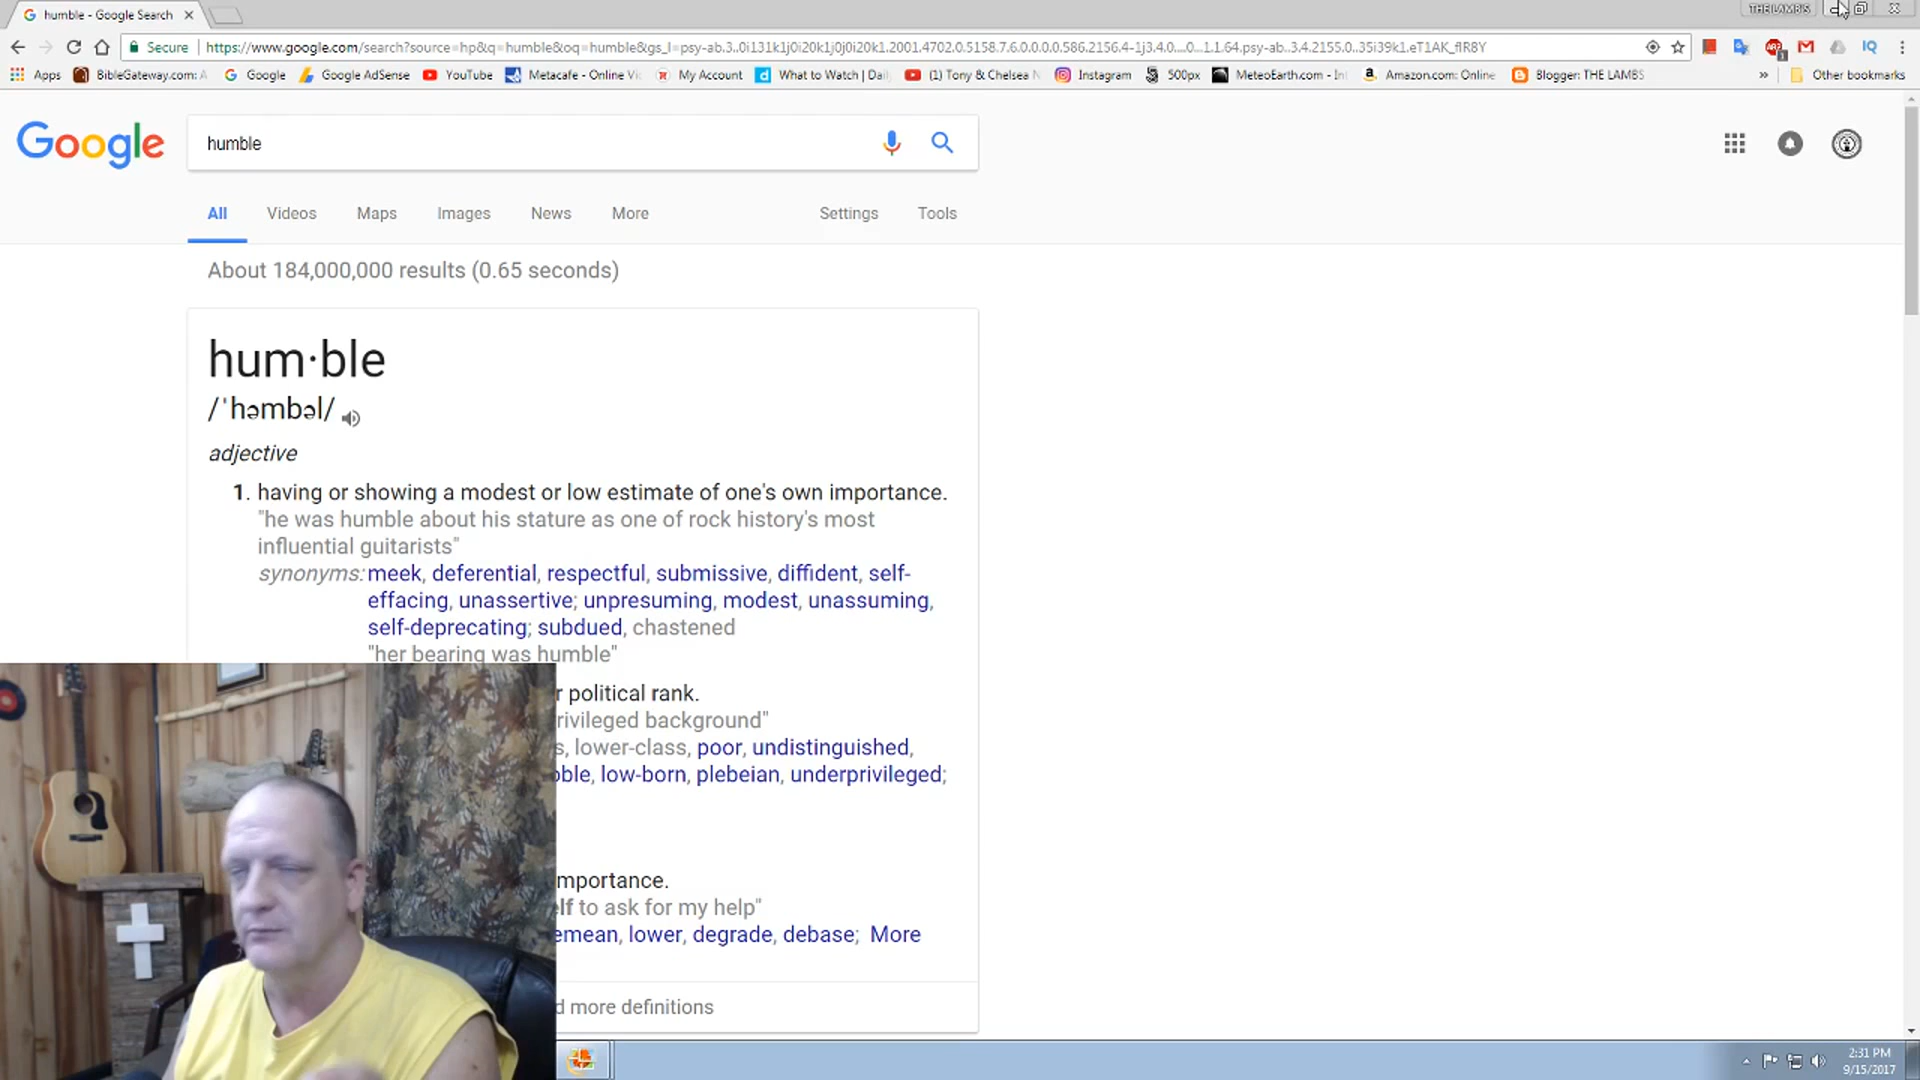 humble - Google Search
THE LAMBS
Secure https://www.google.com/search?source=hp&q=humble&oq=humble&gs_l=psy-ab.3..0i131k1j0i20k1j0j0i20k1.2001.4702.0.5158.7.6.0.0.0.0.586.2156.4-1j3.4.0....0...1.1.64.psy-ab..3.4.2155.0..35i39k1.eT1AK_flR8Y
Apps BibleGateway.com: Google Google AdSense YouTube Metacafe - Online Vi My Account What to Watch | Dail (1) Tony & Chelsea N Instagram 500px MeteoEarth.com - In Amazon.com: Online Blogger: THE LAMBS » Other bookmarks
Google humble
All Videos Maps Images News More Settings Tools
About 184,000,000 results (0.65 seconds)
hum·ble
/ˈhəmbəl/
adjective
1. having or showing a modest or low estimate of one's own importance.
"he was humble about his stature as one of rock history's most
influential guitarists"
synonyms: meek, deferential, respectful, submissive, diffident, self-
effacing, unassertive; unpresuming, modest, unassuming,
self-deprecating; subdued, chastened
"her bearing was humble"
r political rank.
rivileged background"
s, lower-class, poor, undistinguished,
oble, low-born, plebeian, underprivileged;
mportance.
elf to ask for my help"
emean, lower, degrade, debase; More
d more definitions
2:31 PM
9/15/2017